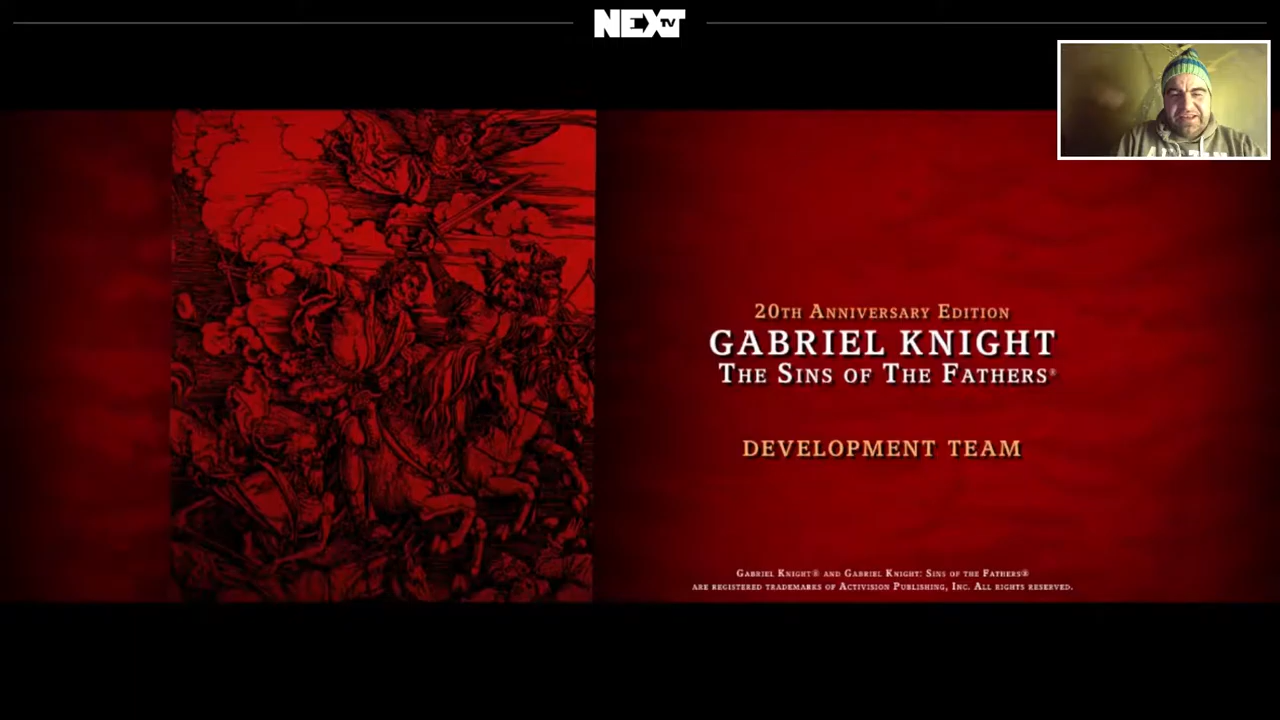 NEXT TV
20TH ANNIVERSARY EDITION
GABRIEL KNIGHT
THE SINS OF THE FATHERS®
DEVELOPMENT TEAM
GABRIEL KNIGHT® AND GABRIEL KNIGHT: SINS OF THE FATHERS®
ARE REGISTERED TRADEMARKS OF ACTIVISION PUBLISHING, INC. ALL RIGHTS RESERVED.